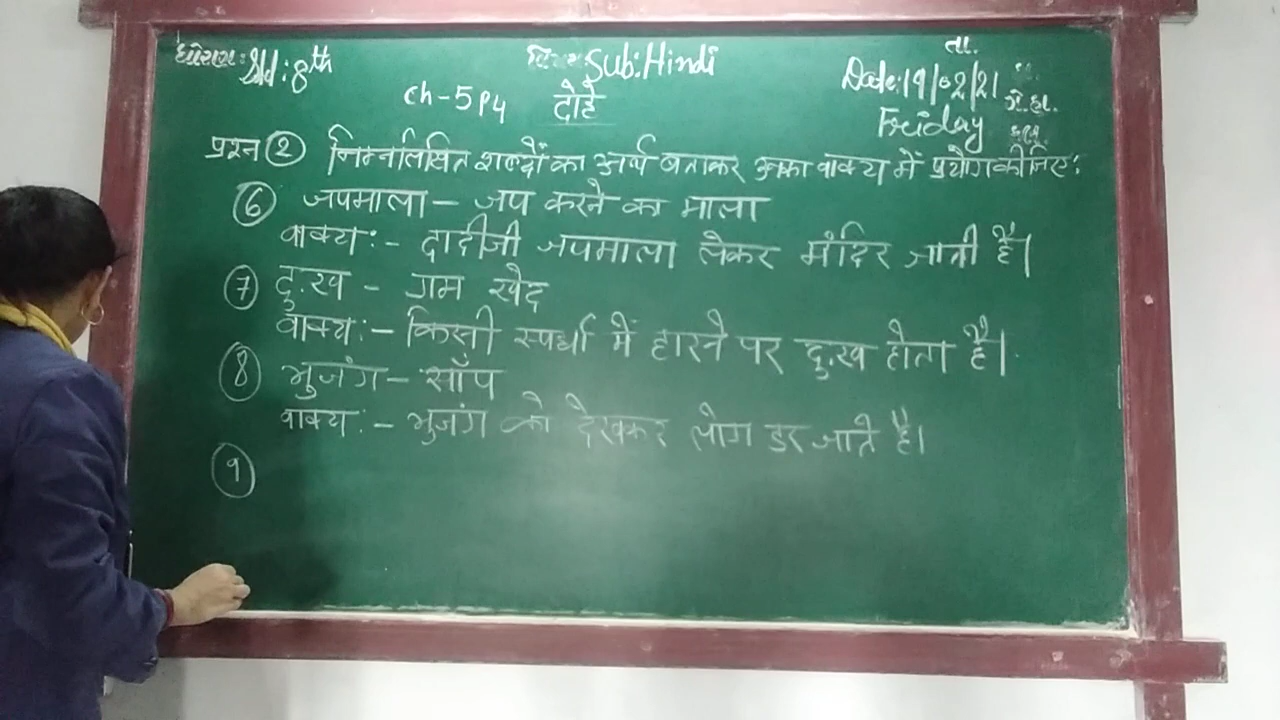 धोरण: Std: 8th
Sub: Hindi
ता.
Date: 19/02/21
Friday
Ch-5 P4 दोहे
प्रश्न 2 निम्नलिखित शब्दों का अर्थ बताकर उनका वाक्य में प्रयोग कीजिए:
6 जपमाला - जप करने का माला
वाक्य:- दादीजी जपमाला लेकर मंदिर जाती है।
7 दु:ख - गम खेद
वाक्य:- किसी स्पर्धा में हारने पर दु:ख होता है।
8 भुजंग - साँप
वाक्य:- भुजंग को देखकर लोग डर जाते है।
9